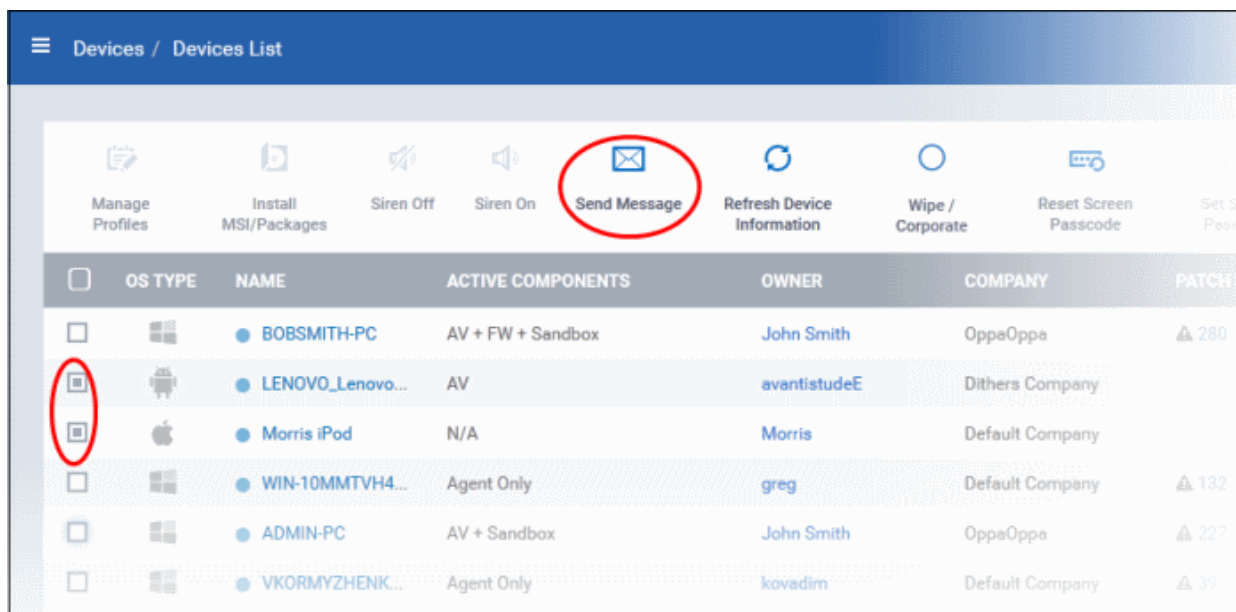 Devices / Devices List
Manage Profiles
Install MSI/Packages
Siren Off
Siren On
Send Message
Refresh Device Information
Wipe / Corporate
Reset Screen Passcode
Set
OS TYPE NAME ACTIVE COMPONENTS OWNER COMPANY PATCH
BOBSMITH-PC AV + FW + Sandbox John Smith OppaOppa 280
LENOVO_Lenovo... AV avantistudeE Dithers Company
Morris iPod N/A Morris Default Company
WIN-10MMTVH4... Agent Only greg Default Company 132
ADMIN-PC AV + Sandbox John Smith OppaOppa 227
VKORMYZHENK... Agent Only kovadim Default Company 39